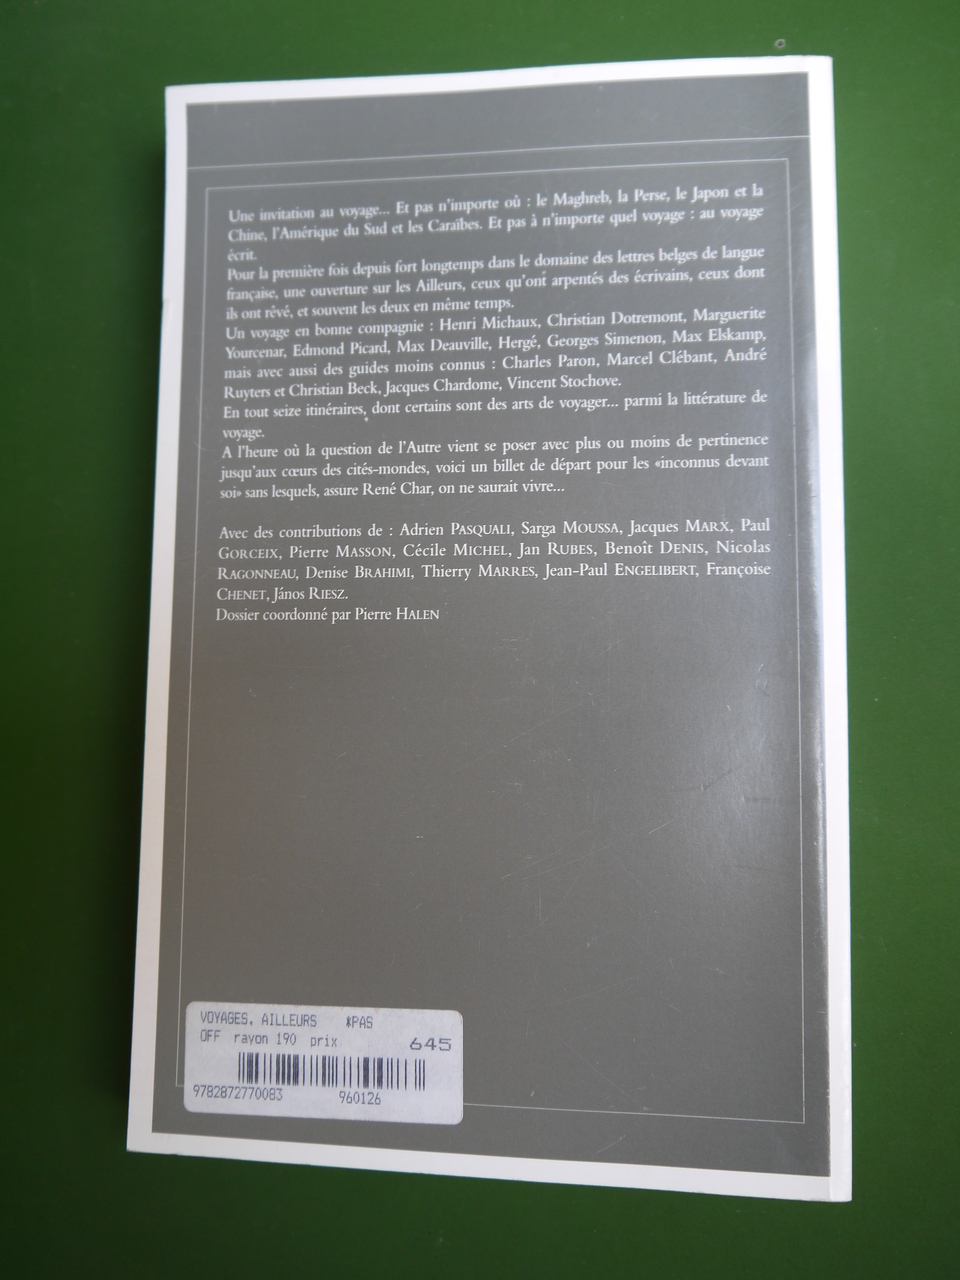 Une invitation au voyage... Et pas n'importe où : le Maghreb, la Perse, le Japon et la
Chine, l'Amérique du Sud et les Caraïbes. Et pas à n'importe quel voyage : au voyage
écrit.
Pour la première fois depuis fort longtemps dans le domaine des lettres belges de langue
française, une ouverture sur les Ailleurs, ceux qu'ont arpentés des écrivains, ceux dont
ils ont rêvé, et souvent les deux en même temps.
Un voyage en bonne compagnie : Henri Michaux, Christian Dotremont, Marguerite
Yourcenar, Edmond Picard, Max Deauville, Hergé, Georges Simenon, Max Elskamp,
mais avec aussi des guides moins connus : Charles Paron, Marcel Clébant, André
Ruyters et Christian Beck, Jacques Chardome, Vincent Stochove.
En tout seize itinéraires, dont certains sont des arts de voyager... parmi la littérature de
voyage.
A l'heure où la question de l'Autre vient se poser avec plus ou moins de pertinence
jusqu'aux cœurs des cités-mondes, voici un billet de départ pour les «inconnus devant
soi» sans lesquels, assure René Char, on ne saurait vivre...
Avec des contributions de : Adrien PASQUALI, Sarga MOUSSA, Jacques MARX, Paul
GORCEIX, Pierre MASSON, Cécile MICHEL, Jan RUBES, Benoît DENIS, Nicolas
RAGONNEAU, Denise BRAHIMI, Thierry MARRES, Jean-Paul ENGELIBERT, Françoise
CHENET, János RIESZ.
Dossier coordonné par Pierre HALEN
VOYAGES, AILLEURS *PAS
OFF rayon 190 prix 645
9782872770083 960126